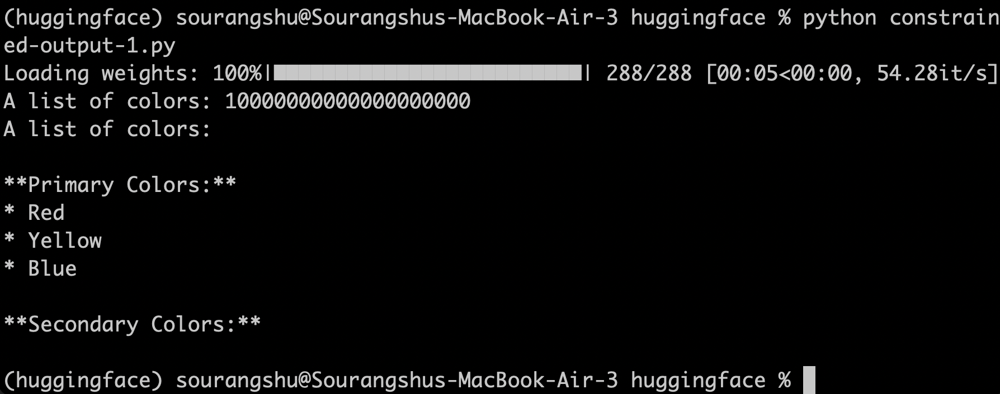 (huggingface) sourangshu@Sourangshus-MacBook-Air-3 huggingface % python constrain
ed-output-1.py
Loading weights: 100%|█████████████████████████| 288/288 [00:05<00:00, 54.28it/s]
A list of colors: 10000000000000000000
A list of colors:

**Primary Colors:**
* Red
* Yellow
* Blue

**Secondary Colors:**

(huggingface) sourangshu@Sourangshus-MacBook-Air-3 huggingface %